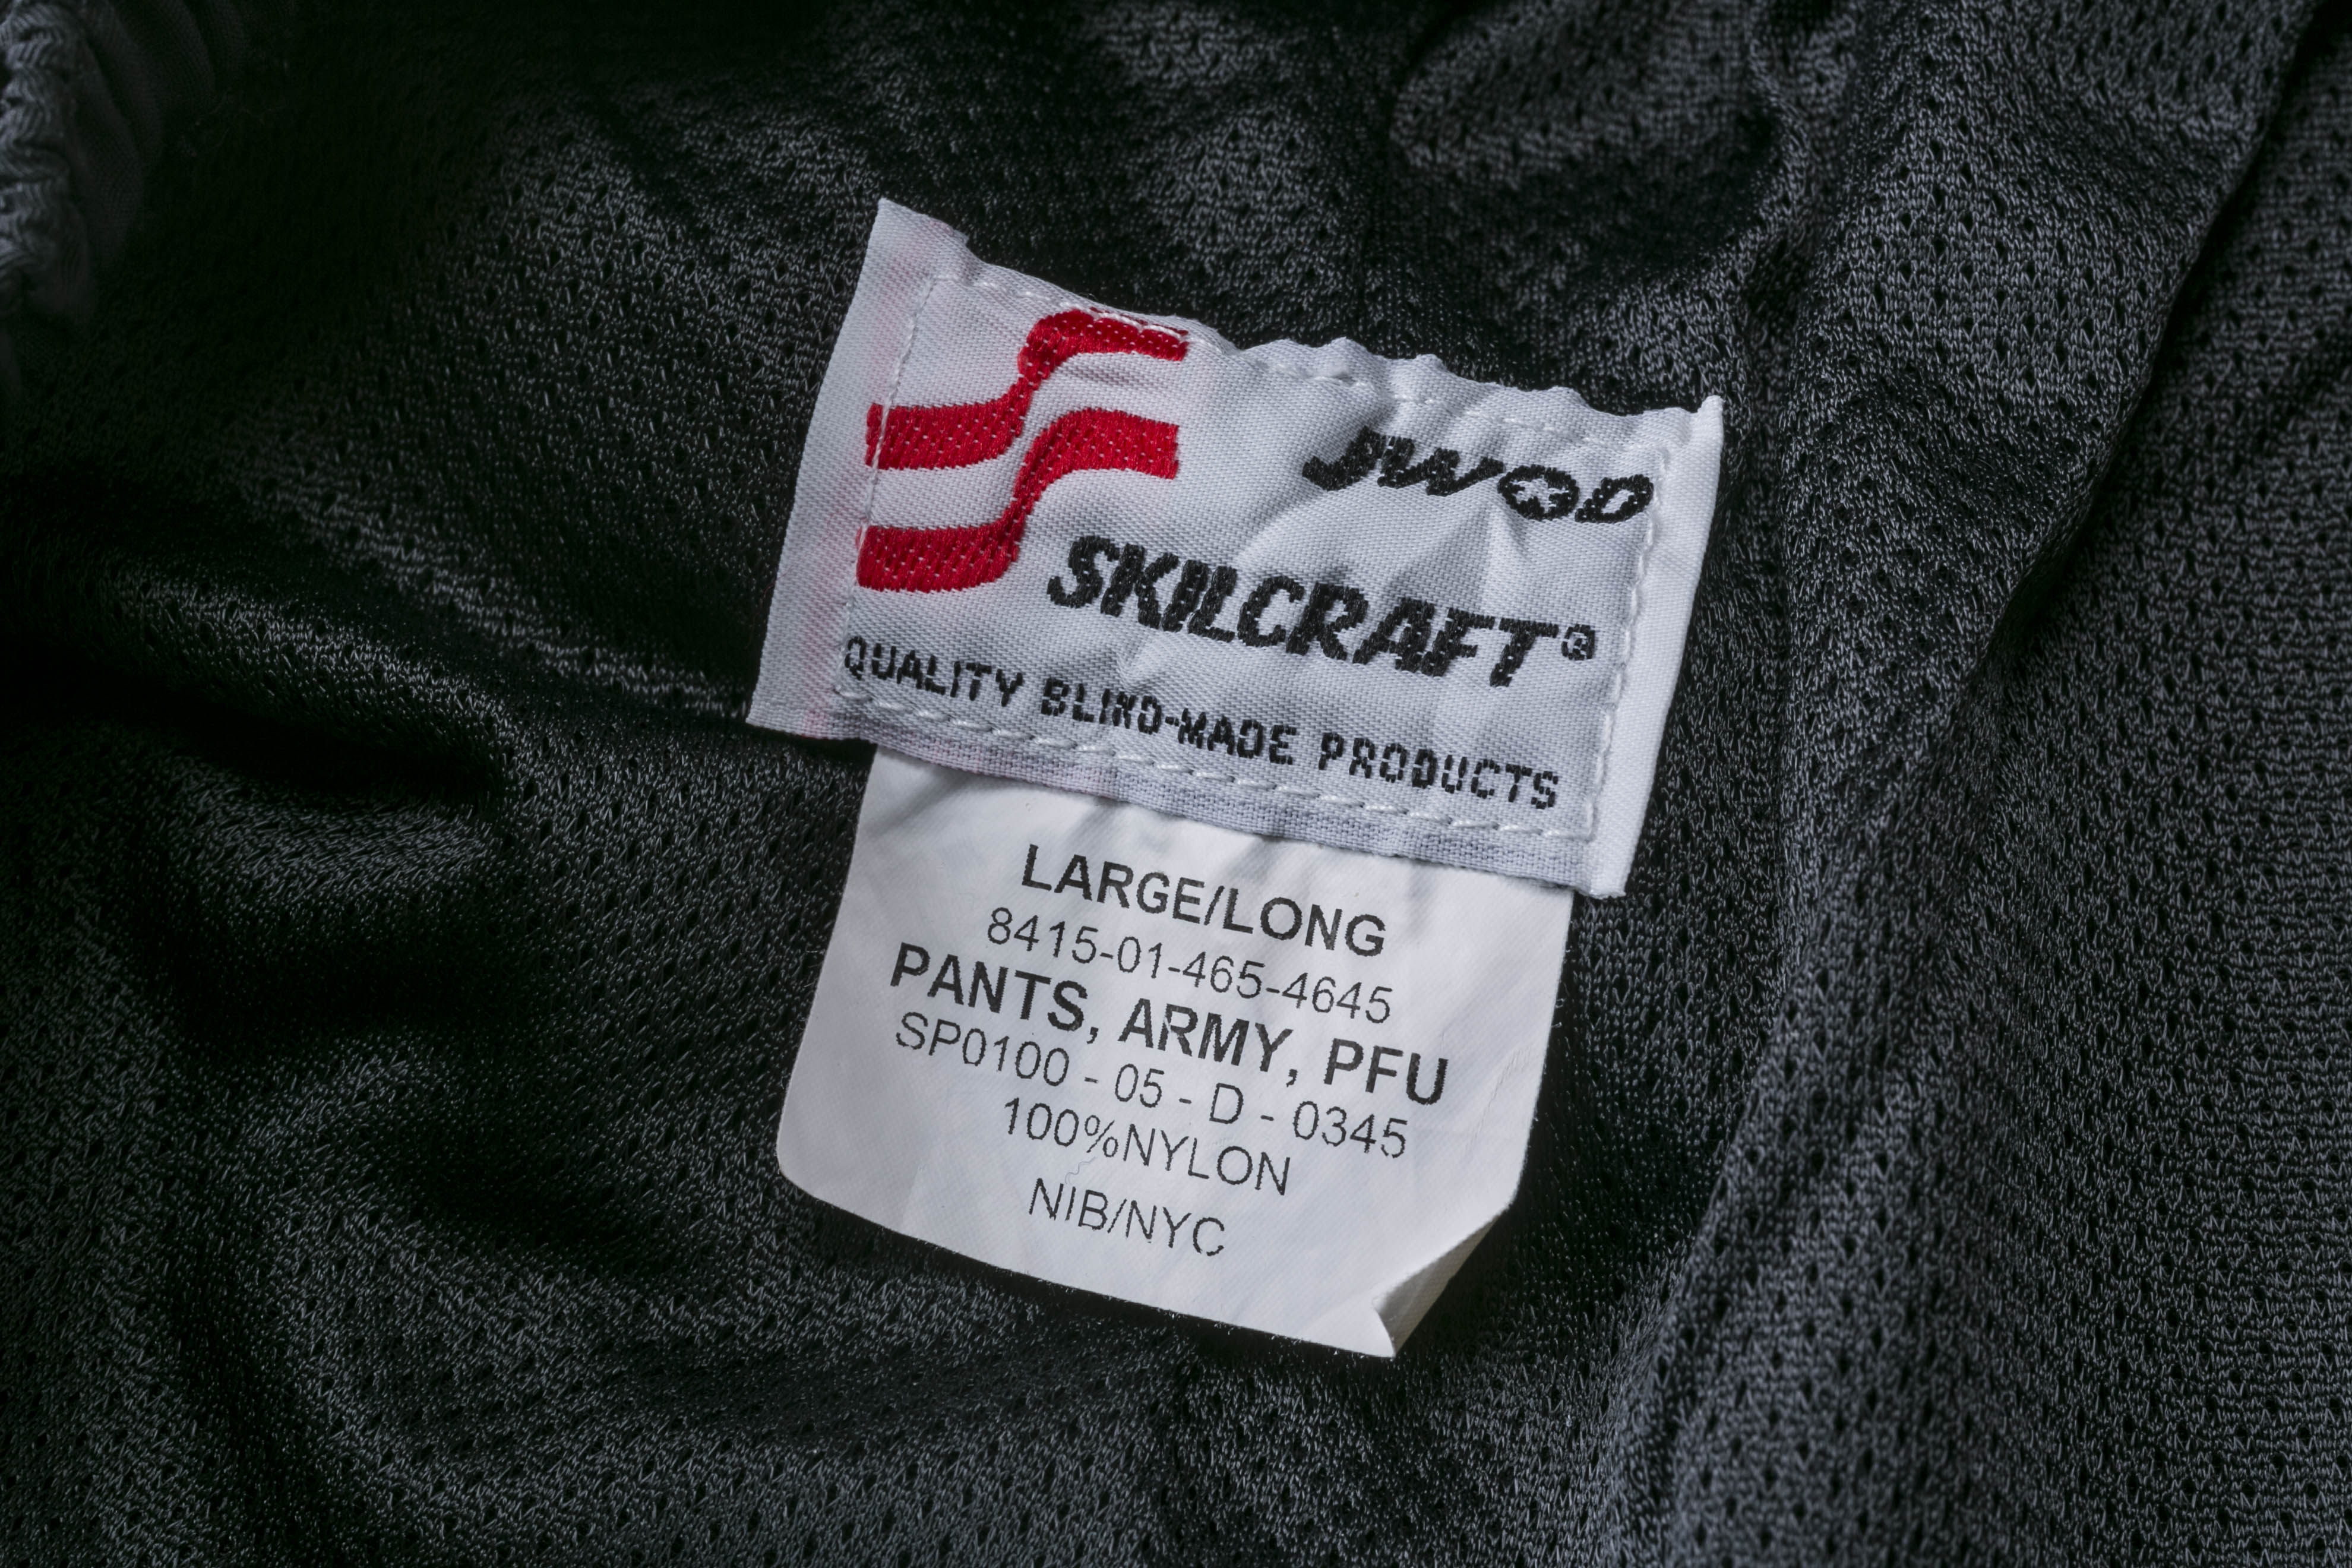 JWOD
SKILCRAFT®
QUALITY BLIND-MADE PRODUCTS
LARGE/LONG
8415-01-465-4645
PANTS, ARMY, PFU
SP0100 - 05 - D - 0345
100%NYLON
NIB/NYC